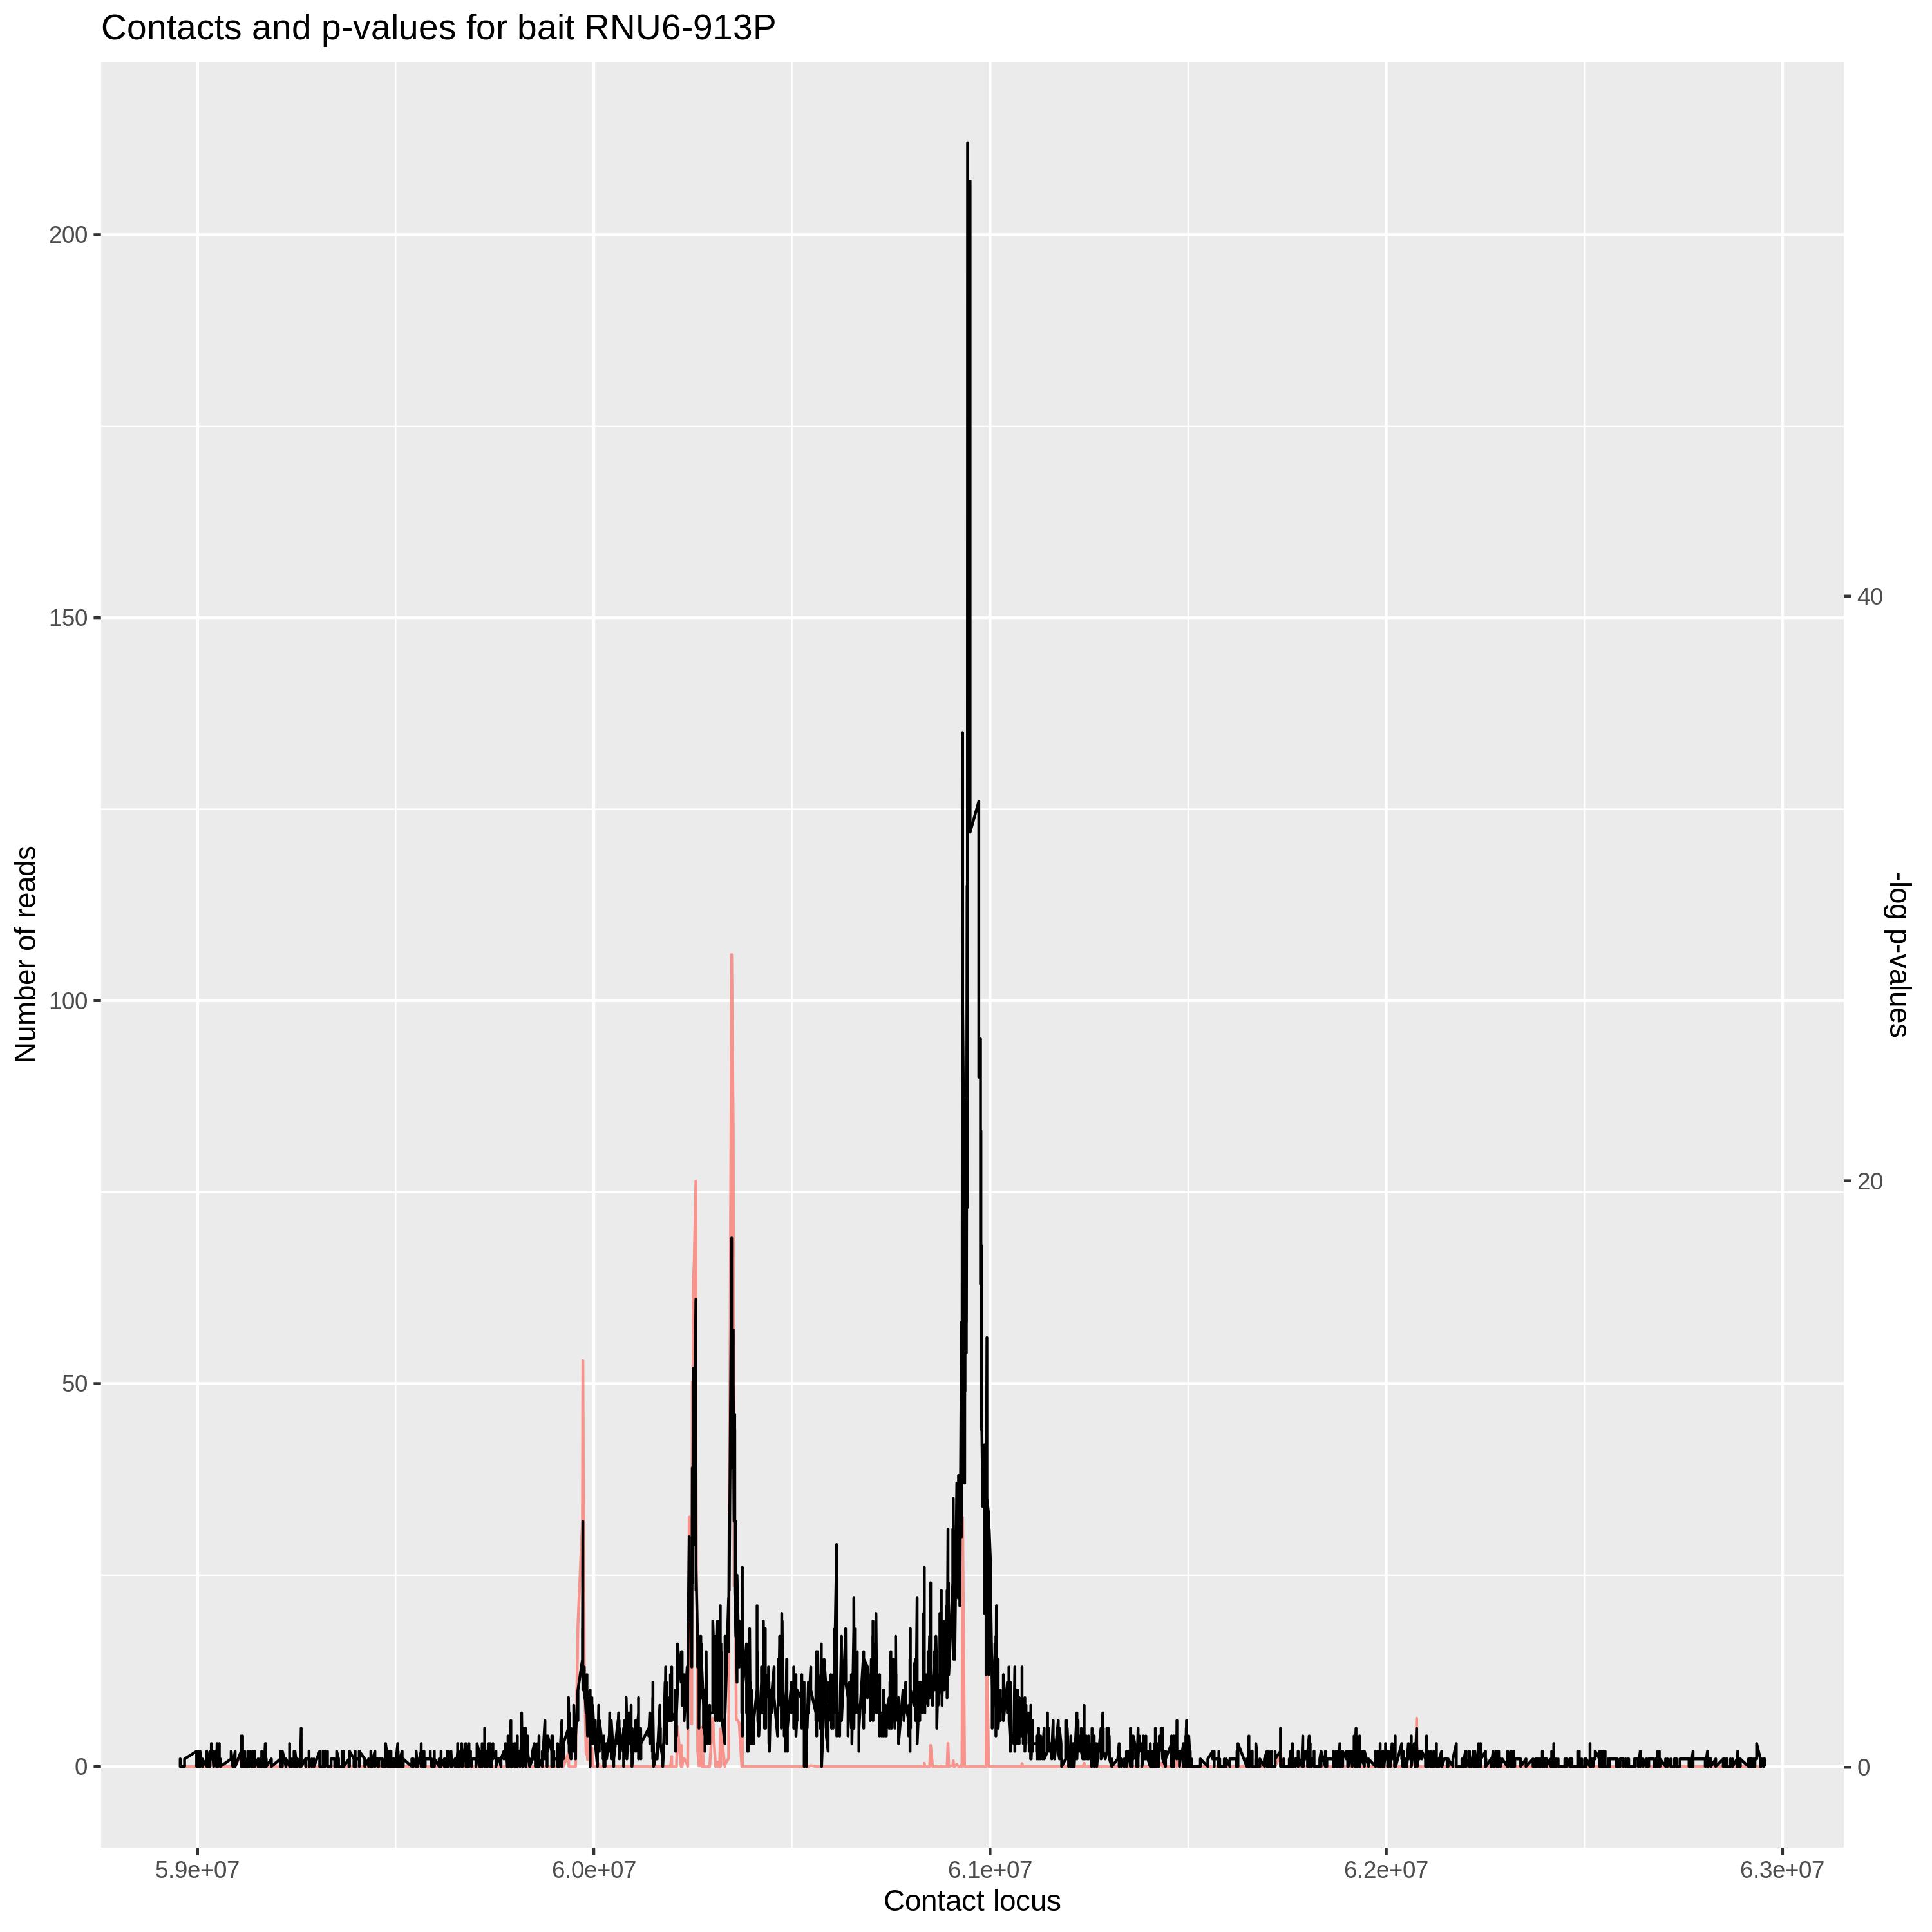 Contacts and p-values for bait RNU6-913P
200
150
100
50
0
40
20
0
Number of reads
-log p-values
5.9e+07
6.0e+07
6.1e+07
6.2e+07
6.3e+07
Contact locus